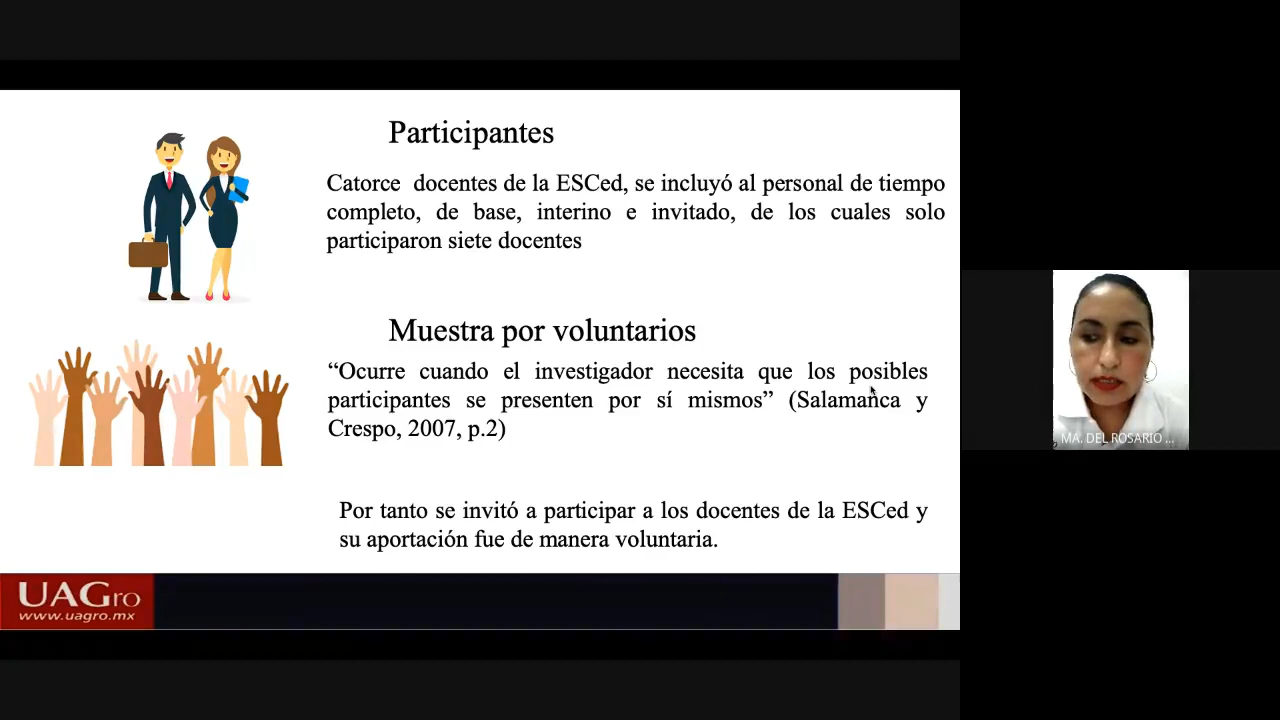 Participantes
Catorce docentes de la ESCed, se incluyó al personal de tiempo
completo, de base, interino e invitado, de los cuales solo
participaron siete docentes
Muestra por voluntarios
“Ocurre cuando el investigador necesita que los posibles
participantes se presenten por sí mismos” (Salamanca y
Crespo, 2007, p.2)
Por tanto se invitó a participar a los docentes de la ESCed y
su aportación fue de manera voluntaria.
UAGro
www.uagro.mx
MA. DEL ROSARIO ...